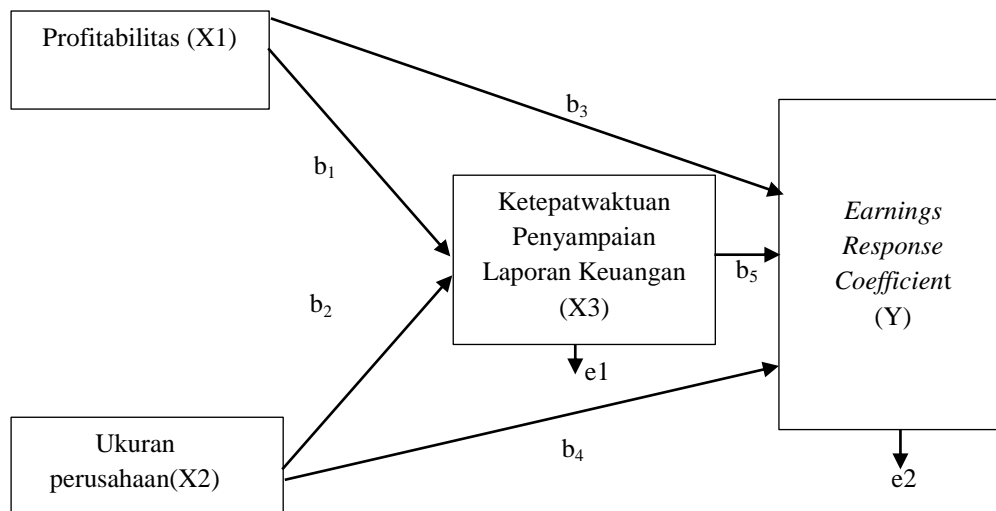 Profitabilitas (X1)
b3
b1
Ketepatwaktuan
Penyampaian
Laporan Keuangan
(X3)
b5
Earnings
Response
Coefficient
(Y)
b2
e1
Ukuran
perusahaan(X2)
b4
e2